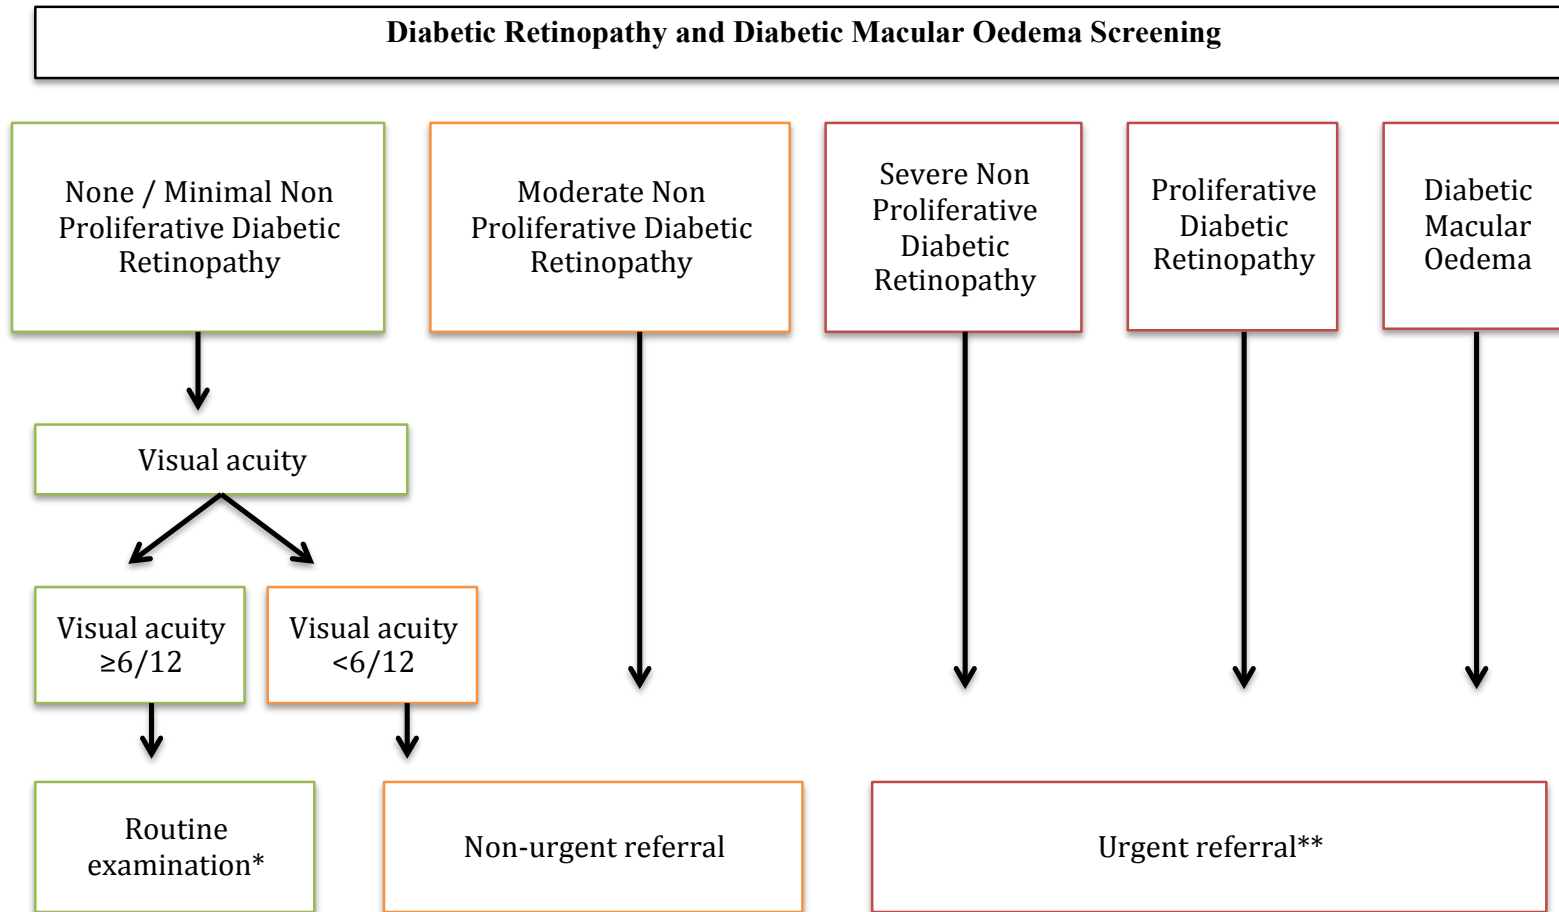 Diabetic Retinopathy and Diabetic Macular Oedema Screening
None / Minimal Non
Proliferative Diabetic
Retinopathy
Moderate Non
Proliferative Diabetic
Retinopathy
Severe Non
Proliferative
Diabetic
Retinopathy
Proliferative
Diabetic
Retinopathy
Diabetic
Macular
Oedema
Visual acuity
Visual acuity
≥6/12
Visual acuity
<6/12
Routine
examination*
Non-urgent referral
Urgent referral**